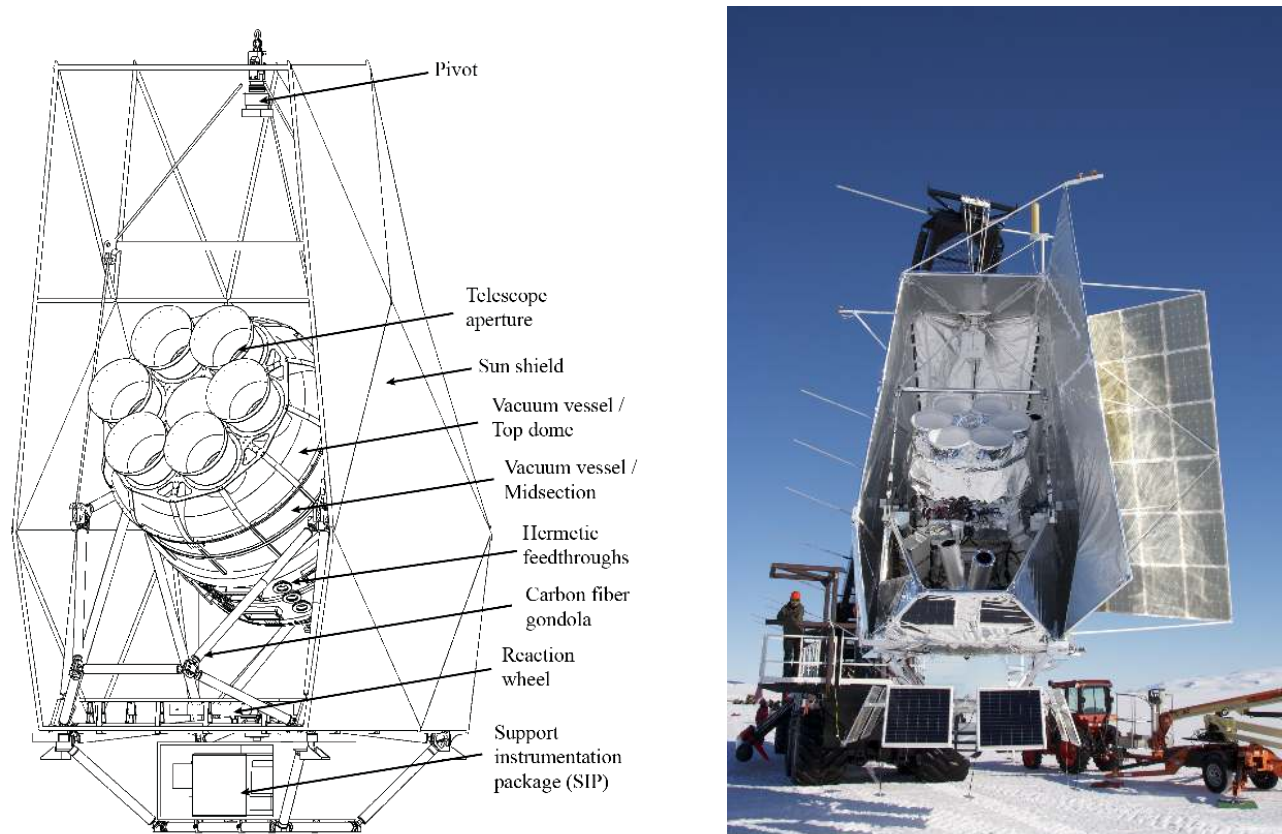 Pivot
Telescope
aperture
Sun shield
Vacuum vessel /
Top dome
Vacuum vessel /
Midsection
Hermetic
feedthroughs
Carbon fiber
gondola
Reaction
wheel
Support
instrumentation
package (SIP)